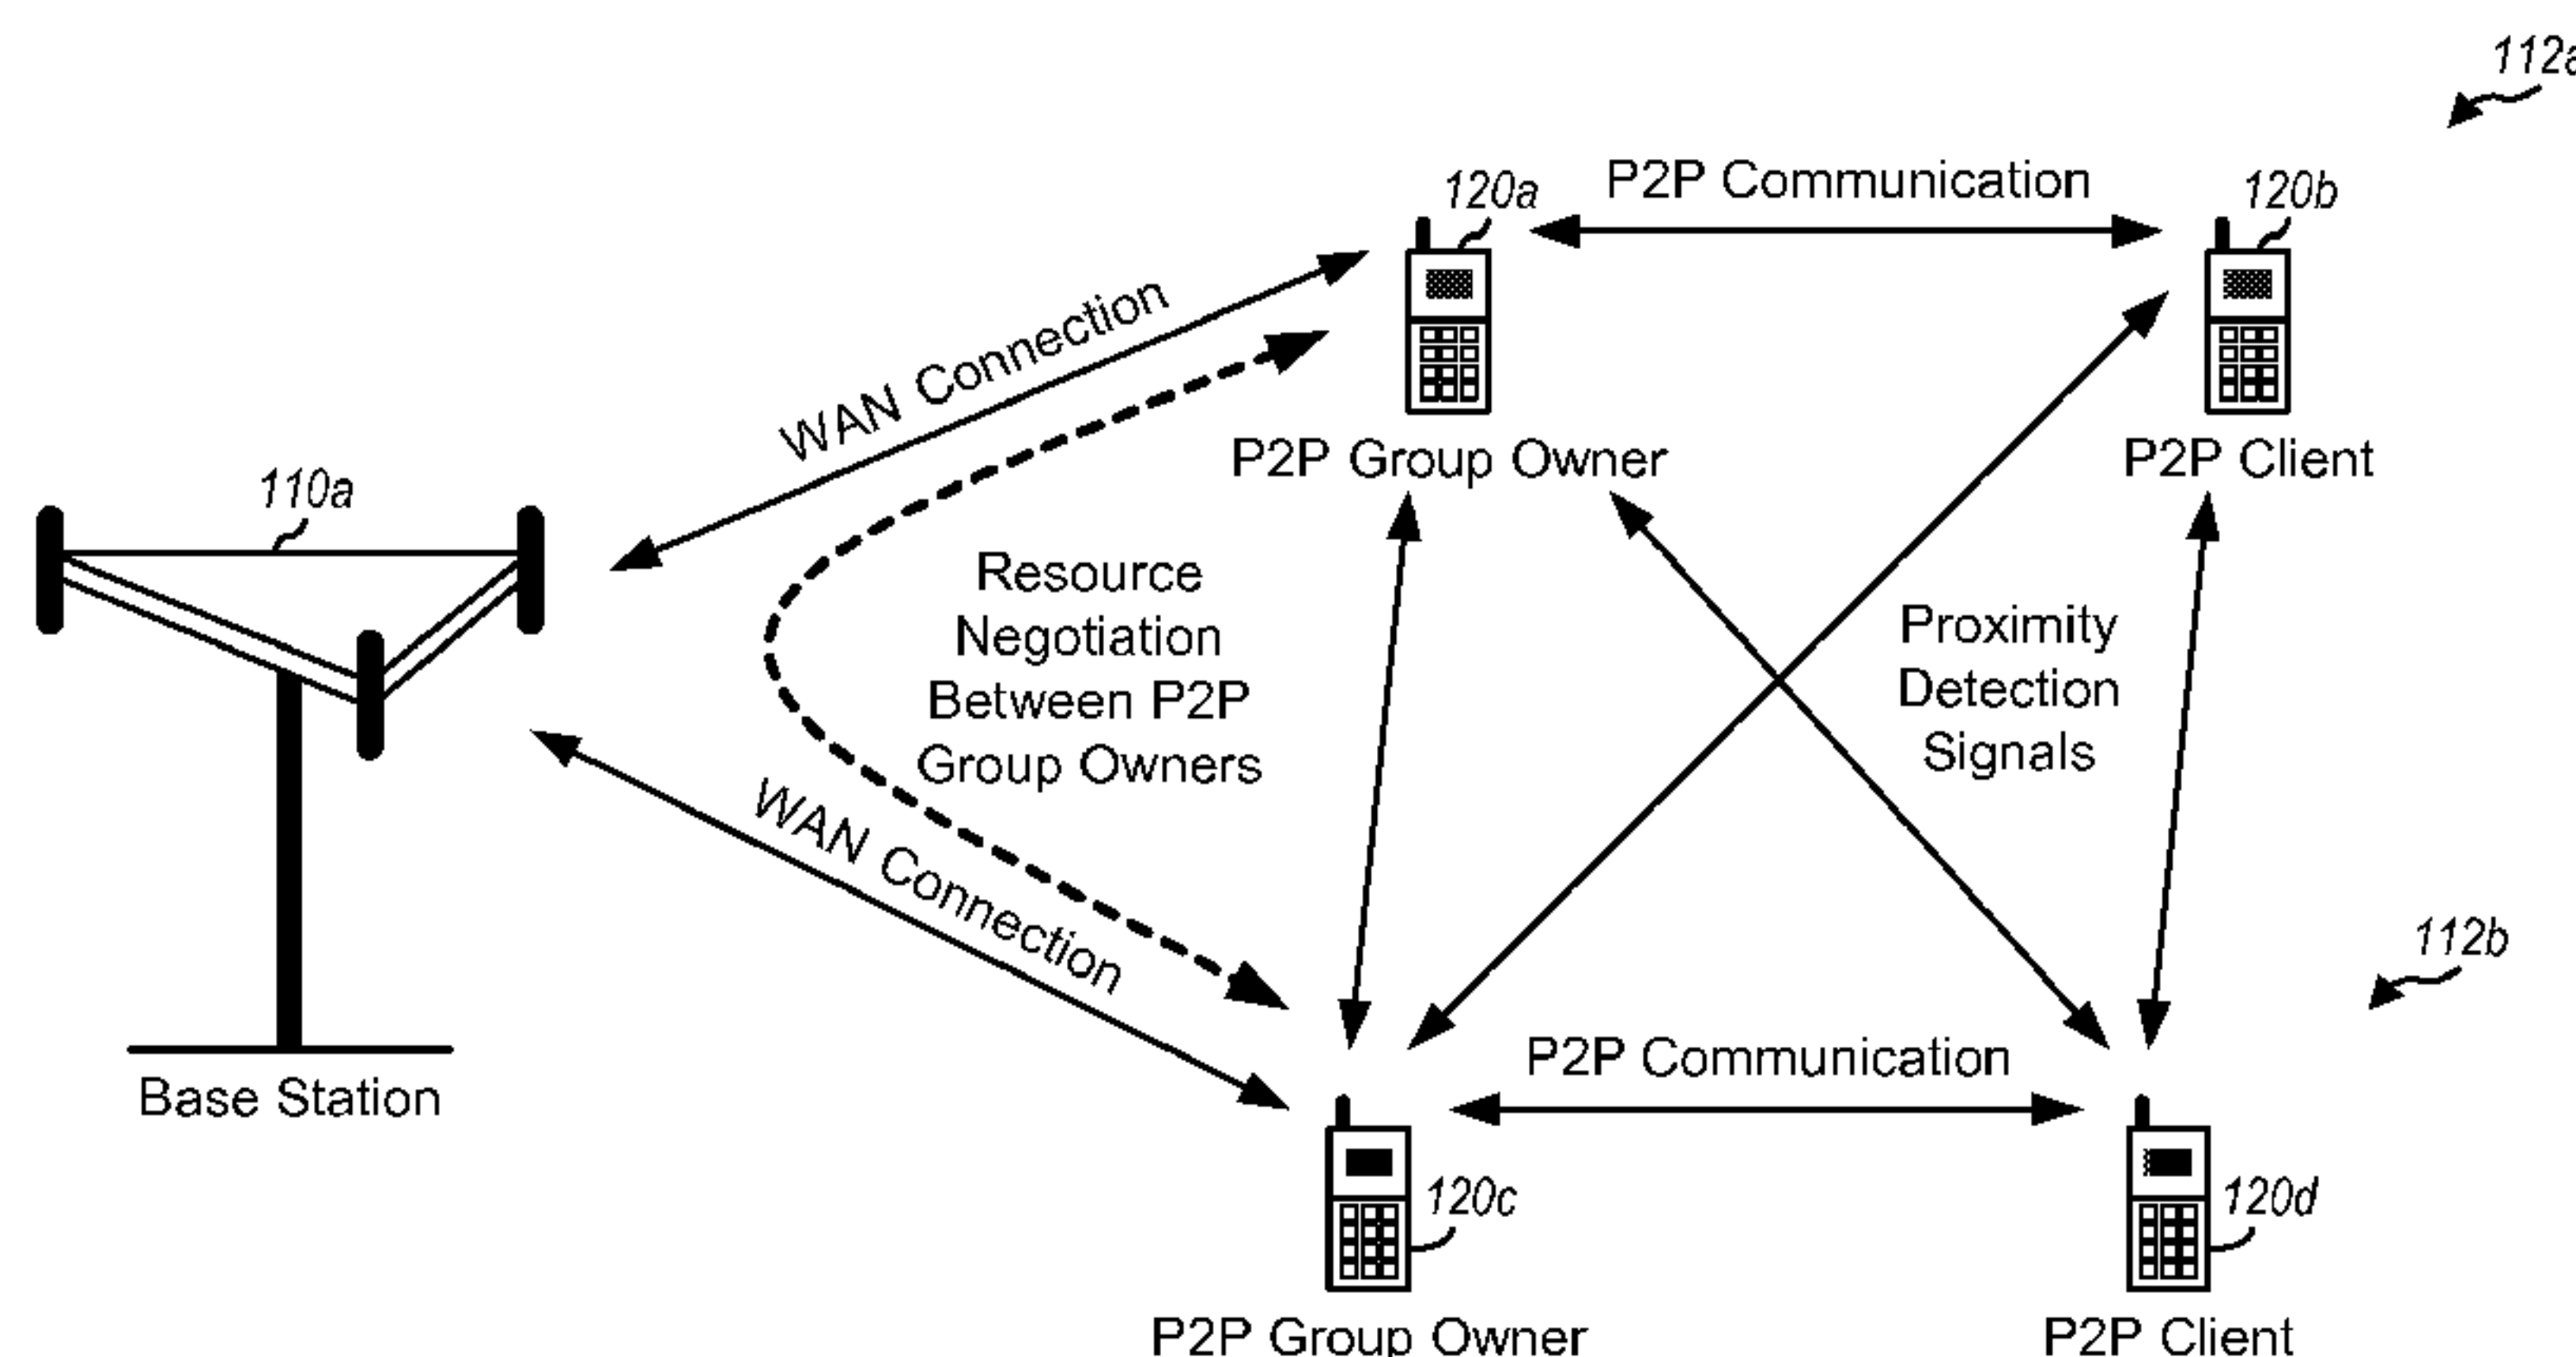 112a
120a
P2P Communication
120b
WAN Connection
P2P Group Owner
P2P Client
110a
Resource
Negotiation
Between P2P
Group Owners
Proximity
Detection
Signals
WAN Connection
112b
P2P Communication
Base Station
120c
120d
P2P Group Owner
P2P Client